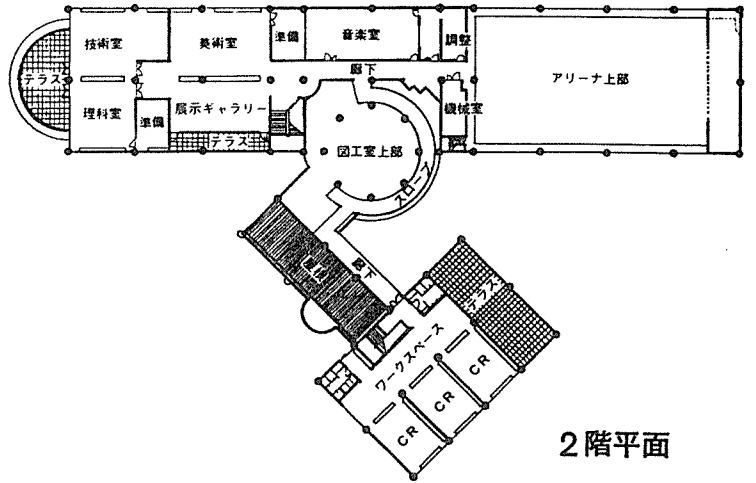 技術室
美術室
準備
音楽室
調整
テラス
廊下
アリーナ上部
理科室
準備
展示ギャラリー
機械室
テラス
図工室上部
スロープ
屋根
廊下
テラス
ワークスペース
CR
CR
CR
2階平面